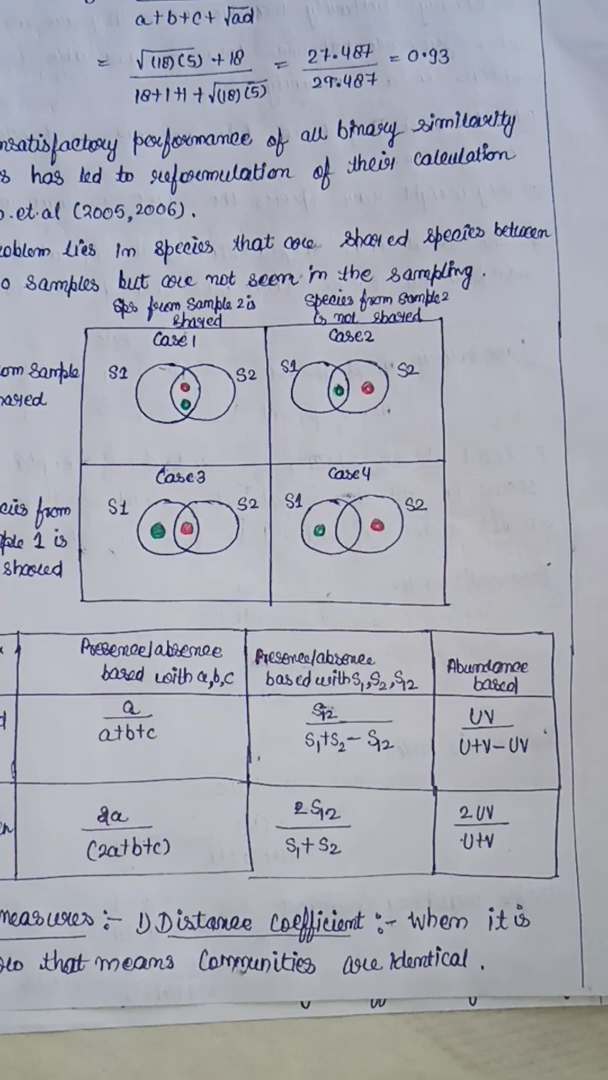 a+b+c+ √ad
= √(18)(5) +18 / 18+1+1+√(18)(5) = 27.487 / 29.487 = 0.93
nsatisfactory performance of all binary similarity
s has led to reformulation of their calculation
o. et.al (2005,2006).
roblem lies in species that are shared species between
o samples but are not seen in the sampling.
Sps from Sample 2 is shared
Species from Sample 2 is not shared
Case 1
Case 2
om Sample
hared
S1 S2
S1 S2
Case 3
Case 4
cies from
ple 1 is
shared
S1 S2
S1 S2
Presence/absence based with a,b,c
Presence/absence based with S1,S2,S12
Abundance based
d
a / a+b+c
S12 / S1+S2-S12
UV / U+V-UV
en
2a / (2a+b+c)
2S12 / S1+S2
2UV / U+V
measures :- 1) Distance coefficient :- When it is
ero that means Communities are identical.